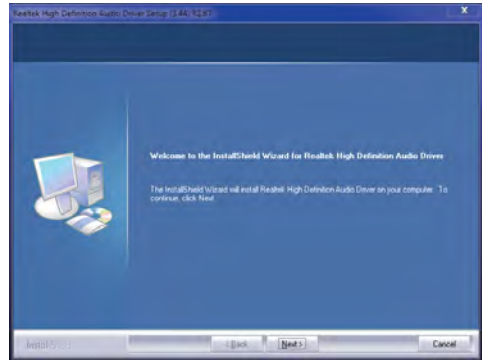 Realtek High Definition Audio Driver Setup (3.44) R2.67
X
Welcome to the InstallShield Wizard for Realtek High Definition Audio Driver
The InstallShield Wizard will install Realtek High Definition Audio Driver on your computer. To
continue, click Next.
InstallShield
< Back
Next >
Cancel